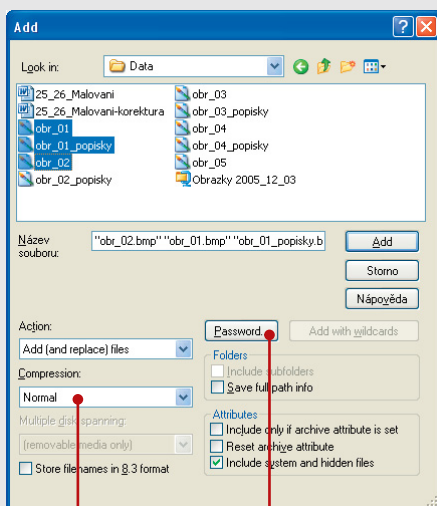 Add
Look in:
Data
25_26_Malovani
25_26_Malovani-korektura
obr_01
obr_01_popisky
obr_02
obr_02_popisky
obr_03
obr_03_popisky
obr_04
obr_04_popisky
obr_05
Obrazky 2005_12_03
Název souboru:
"obr_02.bmp" "obr_01.bmp" "obr_01_popisky.b
Add
Storno
Nápověda
Action:
Add (and replace) files
Compression:
Normal
Multiple disk spanning:
(removable media only)
Store filenames in 8.3 format
Password...
Add with wildcards
Folders
Include subfolders
Save full path info
Attributes
Include only if archive attribute is set
Reset archive attribute
Include system and hidden files